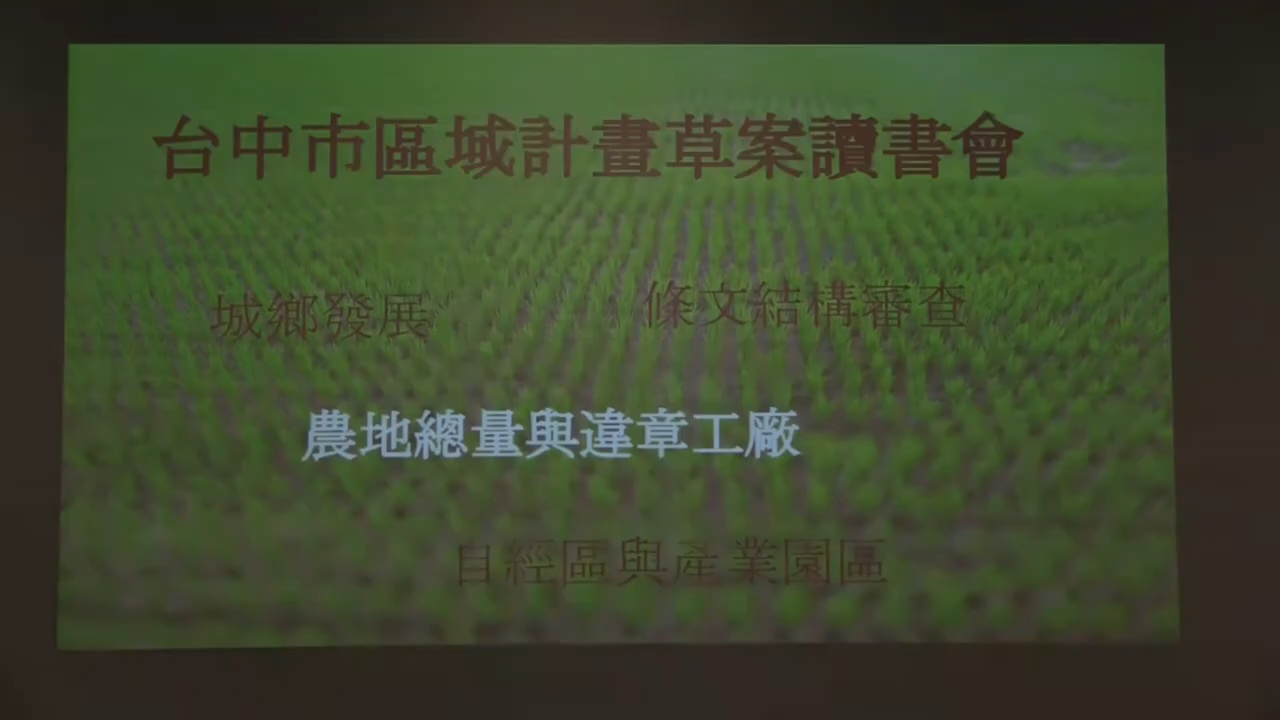 台中市區域計畫草案讀書會
城鄉發展
條文結構審查
農地總量與違章工廠
自經區與產業園區